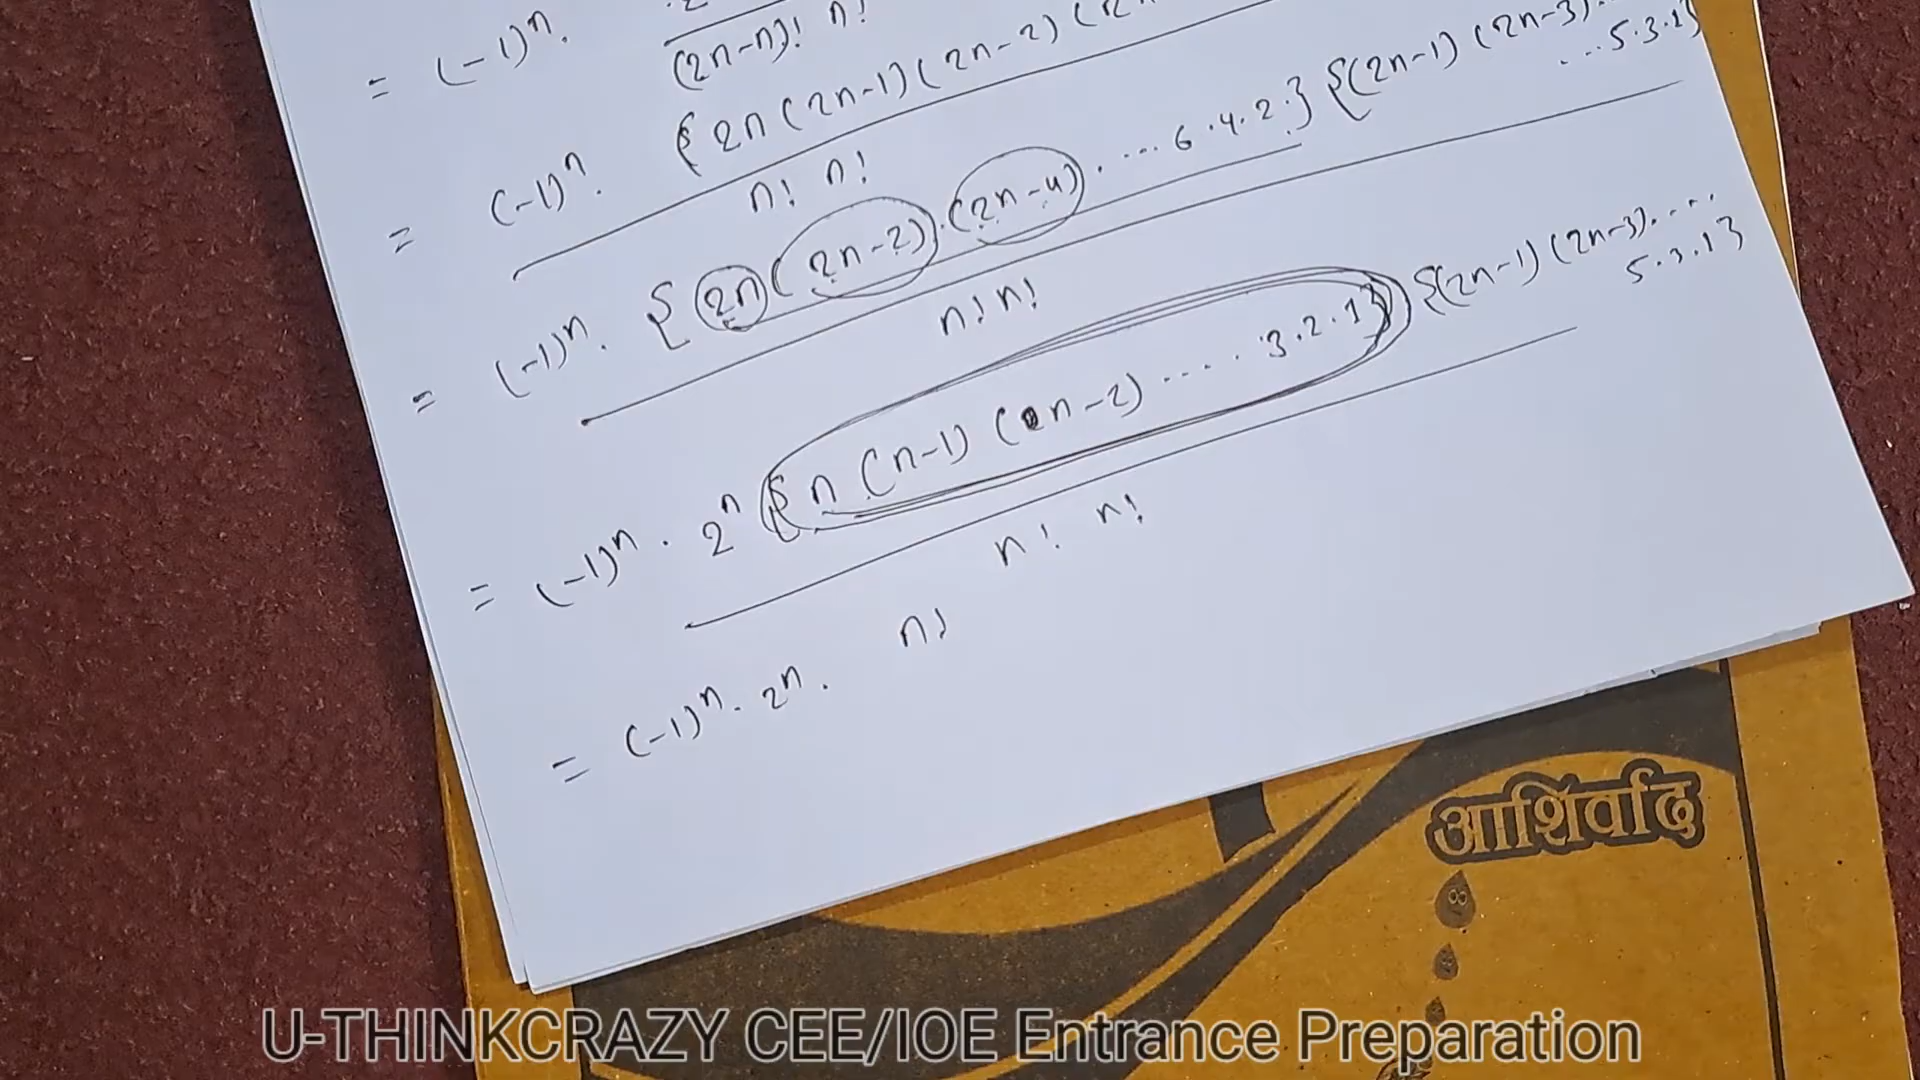 = (-1)ⁿ.
(2n-n)! n!
= (-1)ⁿ. {2n(2n-1)(2n-2)
n! n!
= (-1)ⁿ. {2n(2n-2).(2n-4). .... 6.4.2.} {(2n-1)(2n-3)..
... 5.3.1}
n! n!
= (-1)ⁿ. 2ⁿ {n(n-1)(n-2) .... 3.2.1} {(2n-1)(2n-3)....
5.3.1}
n! n!
= (-1)ⁿ. 2ⁿ. n!
आशिर्वाद
U-THINKCRAZY CEE/IOE Entrance Preparation